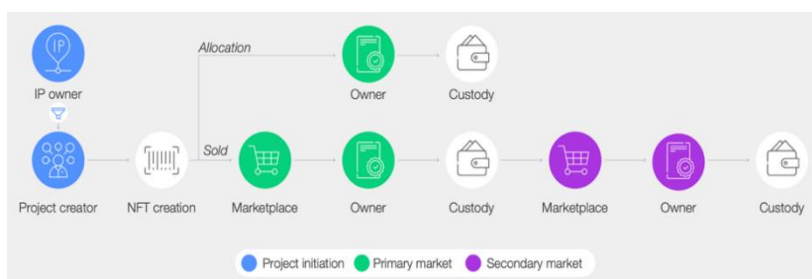 IP
Allocation
IP owner
Owner
Custody
Sold
Project creator
NFT creation
Marketplace
Owner
Custody
Marketplace
Owner
Custody
Project initiation
Primary market
Secondary market